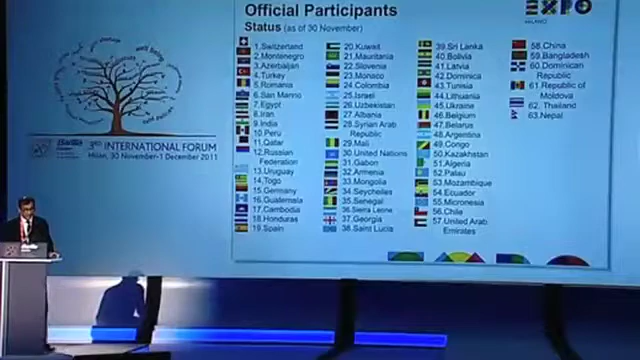 Official Participants
Status (as of 30 November)
EXPO
MILANO
1.Switzerland
2.Montenegro
3.Azerbaijan
4.Turkey
5.Romania
6.San Marino
7.Egypt
8.Iran
9.India
10.Peru
11.Qatar
12.Russian
Federation
13.Uruguay
14.Togo
15.Germany
16.Guatemala
17.Cambodia
18.Honduras
19.Spain
20.Kuwait
21.Mauritania
22.Slovenia
23.Monaco
24.Colombia
25.Israel
26.Uzbekistan
27.Albania
28.Syrian Arab
Republic
29.Mali
30.United Nations
31.Gabon
32.Armenia
33.Mongolia
34.Seychelles
35.Senegal
36.Sierra Leone
37.Georgia
38.Saint Lucia
39.Sri Lanka
40.Bolivia
41.Latvia
42.Dominica
43.Tunisia
44.Lithuania
45.Ukraine
46.Belgium
47.Belarus
48.Argentina
49.Congo
50.Kazakhstan
51.Algeria
52.Palau
53.Mozambique
54.Ecuador
55.Micronesia
56.Chile
57.United Arab
Emirates
58.China
59.Bangladesh
60.Dominican
Republic
61.Republic of
Moldova
62. Thailand
63.Nepal
well being
3rd INTERNATIONAL FORUM
Milan, 30 November-1 December 2011